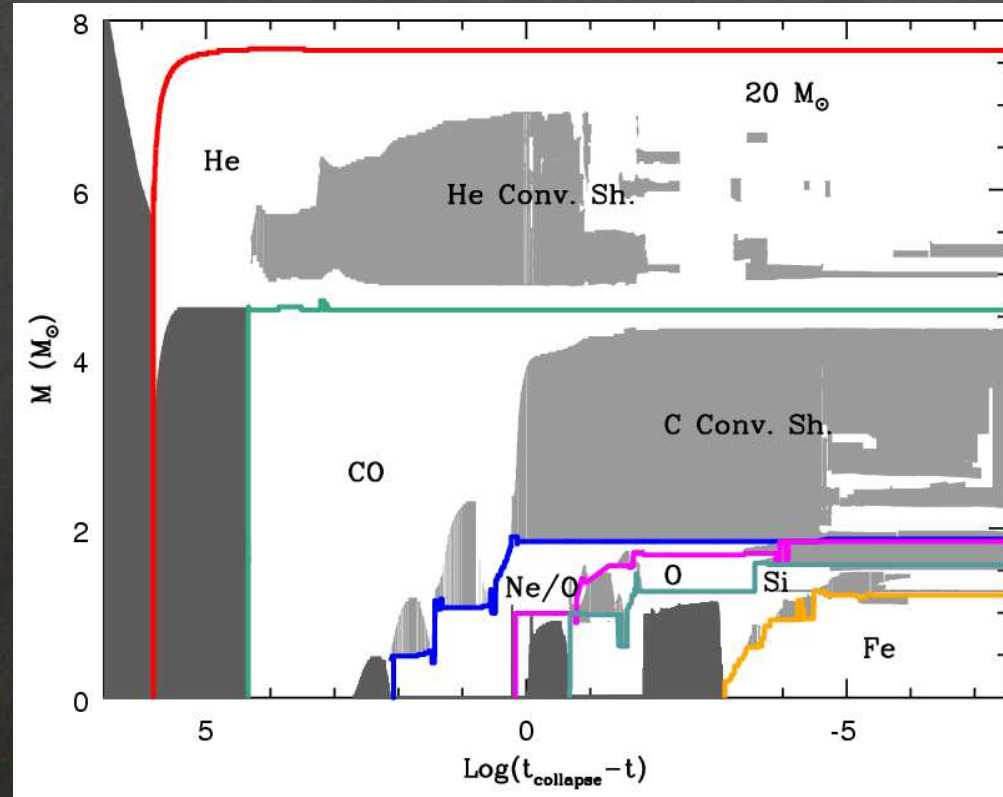 8
20 M⊙
He
6
He Conv. Sh.
M (M⊙)
4
C Conv. Sh.
CO
2
Ne/O
O
Si
Fe
0
5
0
-5
Log(tcollapse-t)